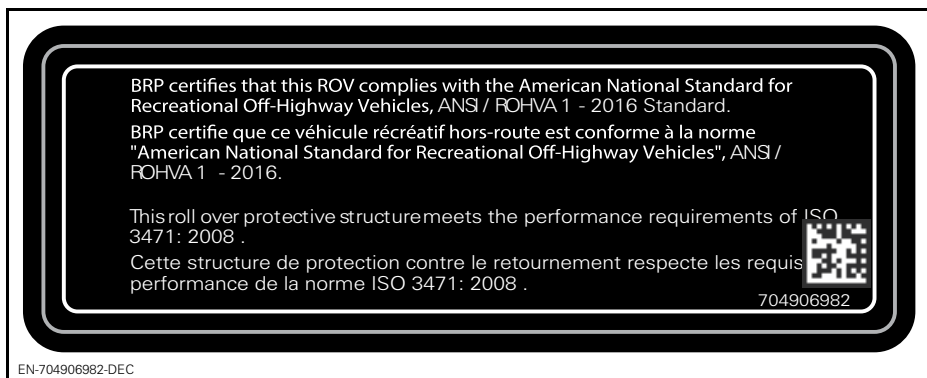 BRP certifies that this ROV complies with the American National Standard for
Recreational Off-Highway Vehicles, ANSI / ROHVA 1 - 2016 Standard.
BRP certifie que ce véhicule récréatif hors-route est conforme à la norme
"American National Standard for Recreational Off-Highway Vehicles", ANSI /
ROHVA 1 - 2016.
This roll over protective structure meets the performance requirements of ISO
3471: 2008 .
Cette structure de protection contre le retournement respecte les requis
performance de la norme ISO 3471: 2008 .
704906982
EN-704906982-DEC